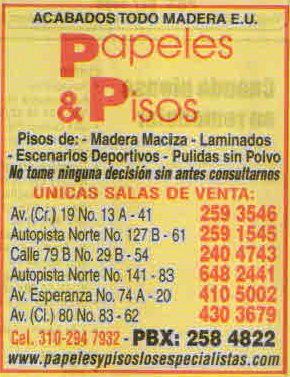 ACABADOS TODO MADERA E.U.
Papeles
& Pisos
Pisos de: - Madera Maciza - Laminados
- Escenarios Deportivos - Pulidas sin Polvo
No tome ninguna decisión sin antes consultarnos
UNICAS SALAS DE VENTA:
Av. (Cr.) 19 No. 13 A - 41 259 3546
Autopista Norte No. 127 B - 61 259 1545
Calle 79 B No. 29 B - 54 240 4743
Autopista Norte No. 141 - 83 648 2441
Av. Esperanza No. 74 A - 20 410 5002
Av. (Cl.) 80 No. 83 - 62 430 3679
Cel. 310-294 7932 - PBX: 258 4822
www.papelesypisoslosespecialistas.com